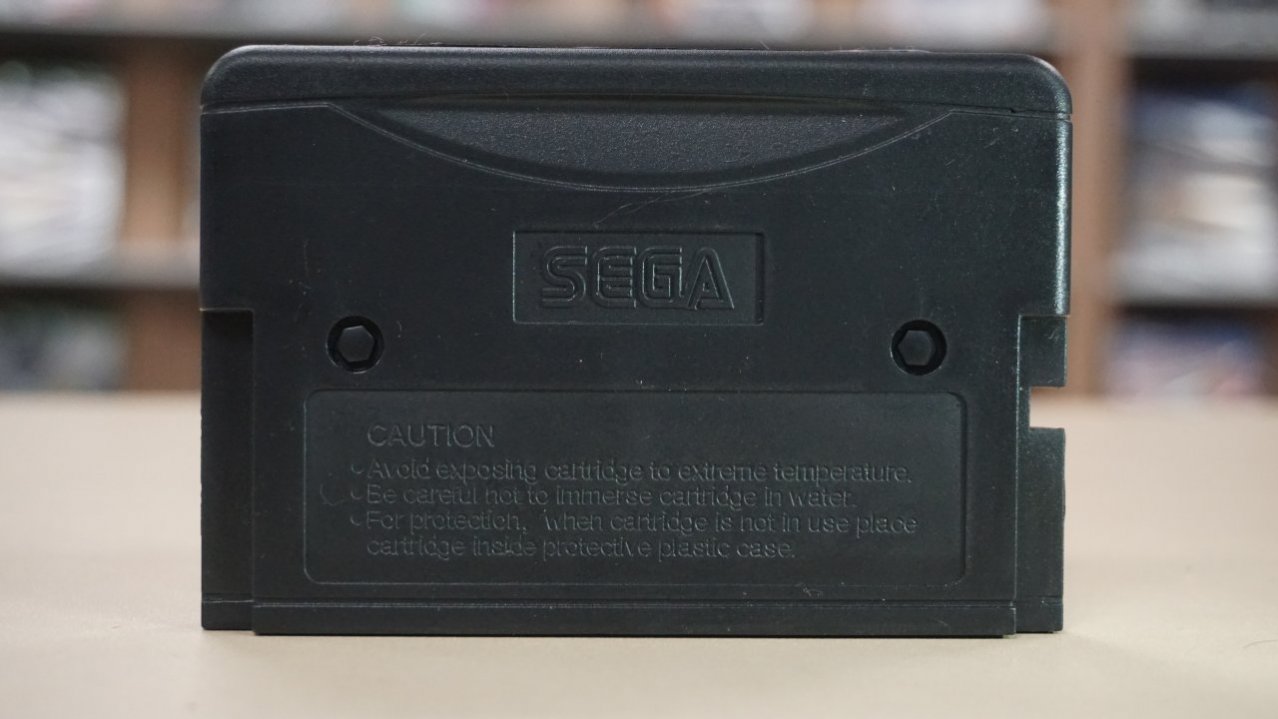 SEGA
CAUTION
Avoid exposing cartridge to extreme temperature.
Be careful not to immerse cartridge in water.
For protection, when cartridge is not in use place
cartridge inside protective plastic case.